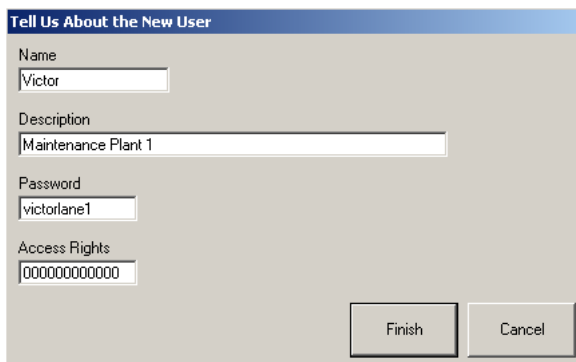 Tell Us About the New User
Name
Victor
Description
Maintenance Plant 1
Password
victorlane1
Access Rights
000000000000
Finish
Cancel